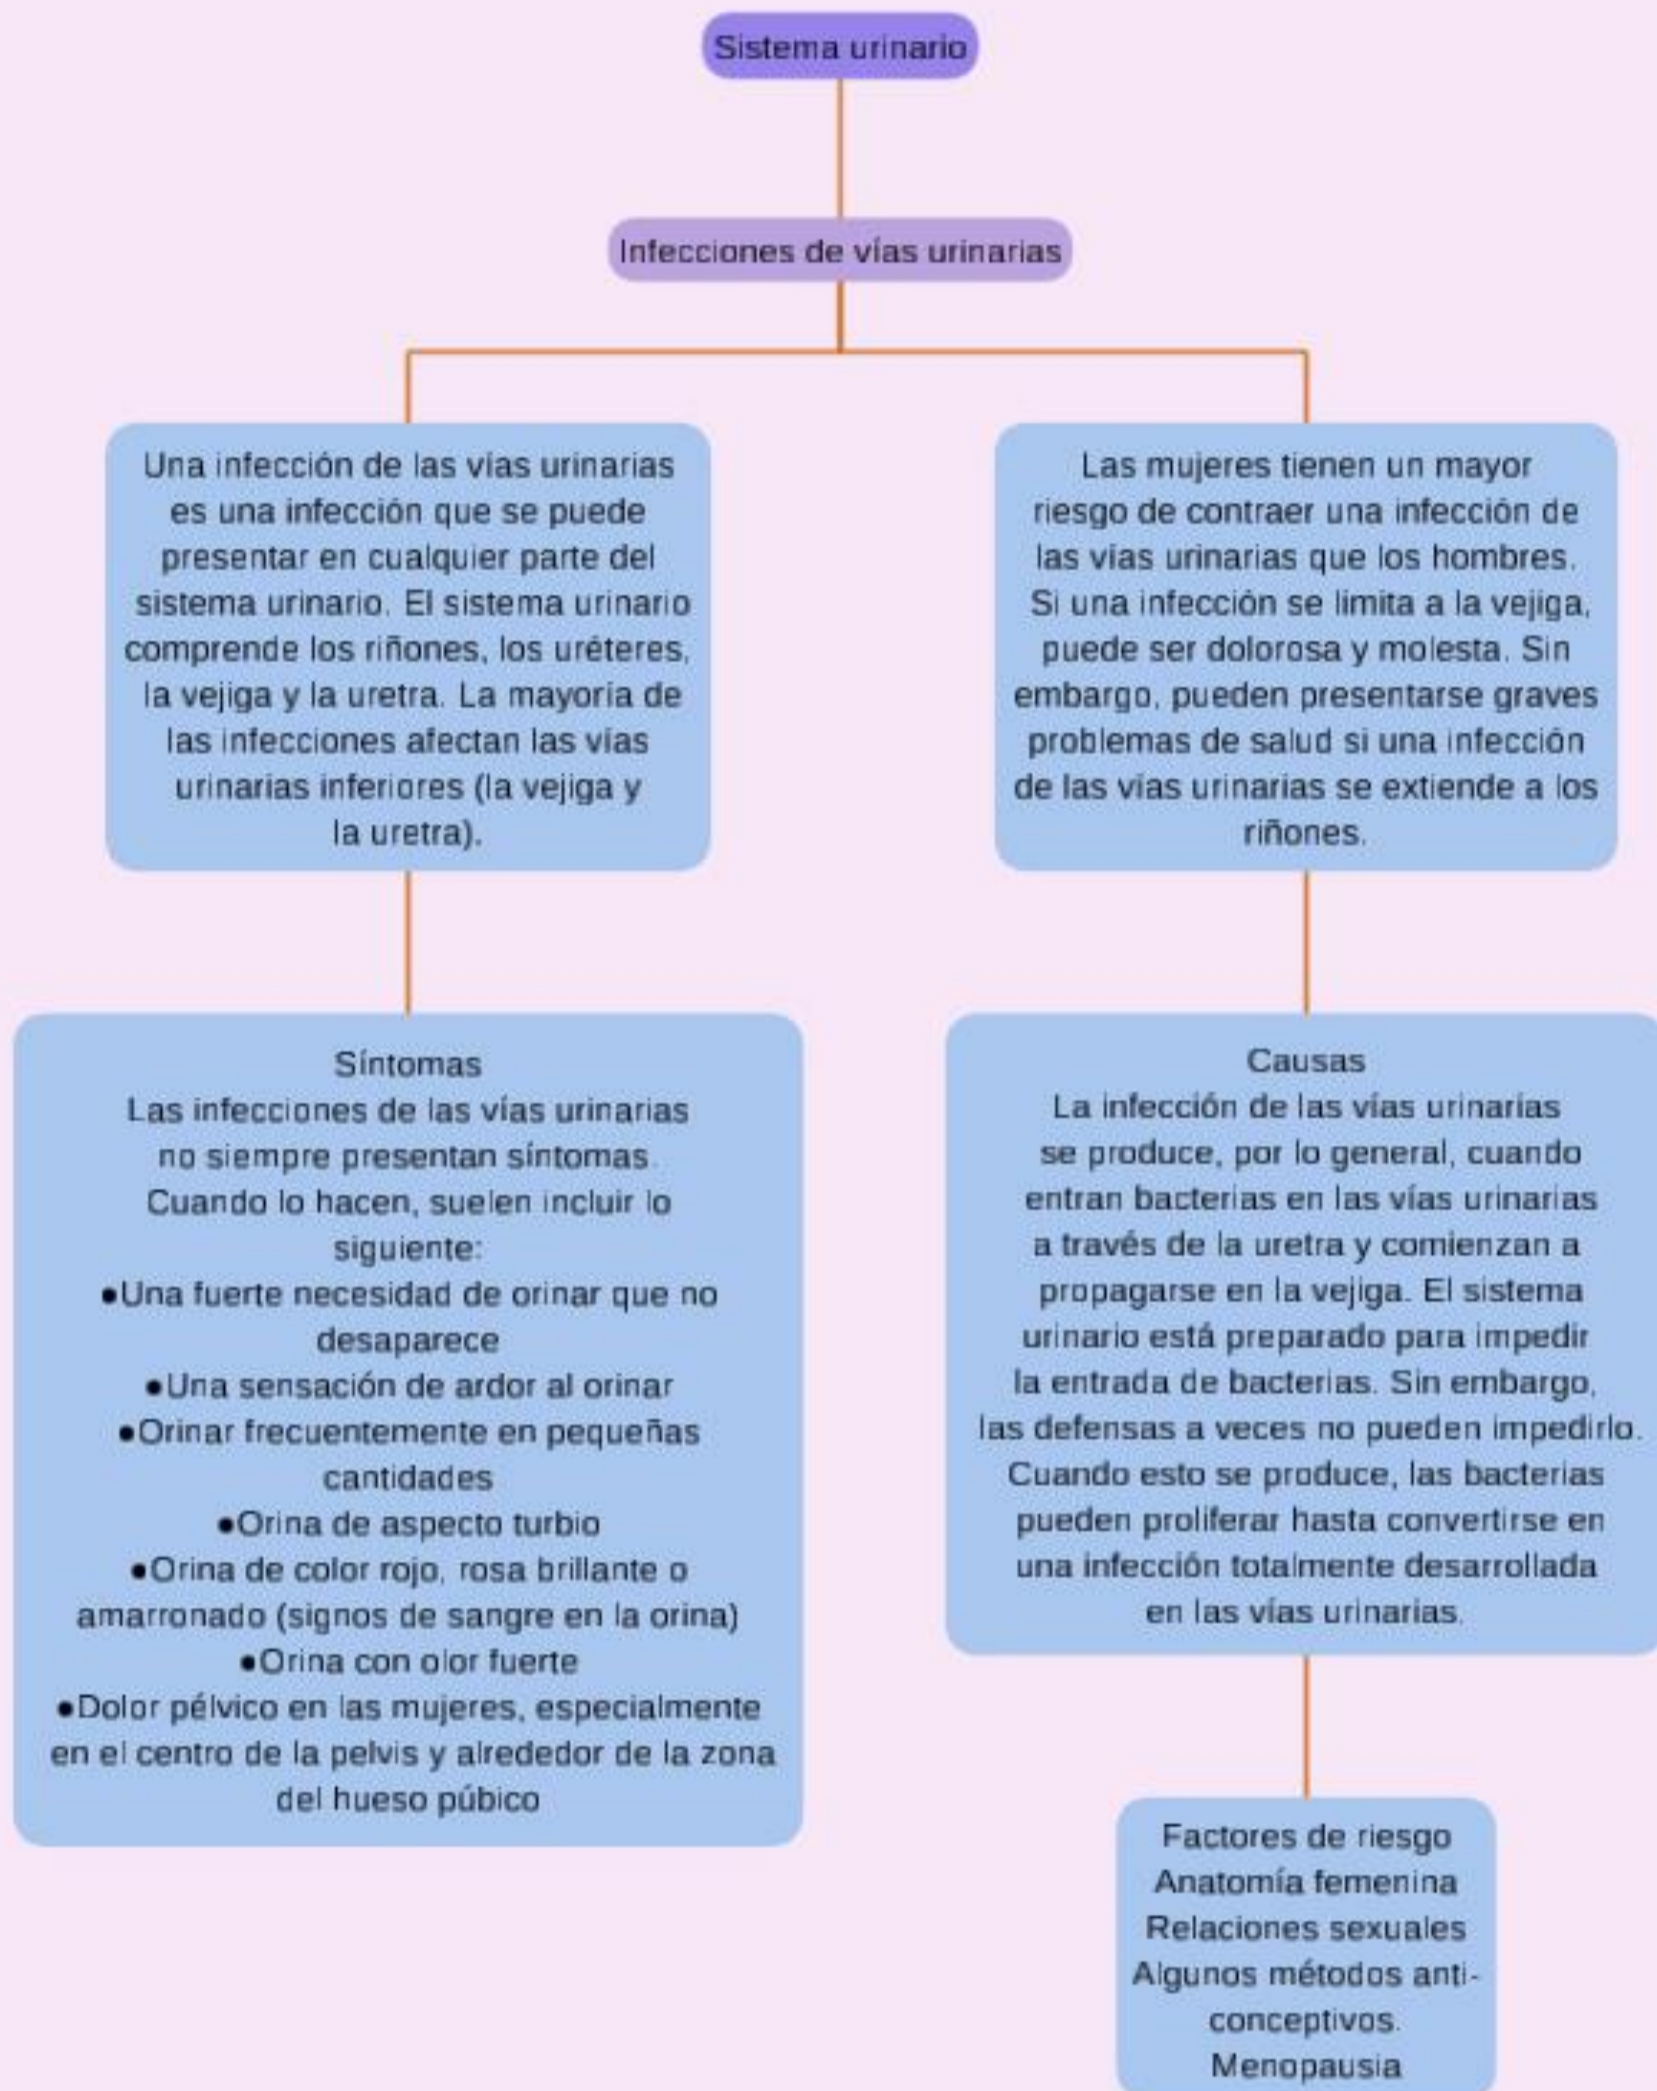 Sistema urinario
Infecciones de vías urinarias
Una infección de las vías urinarias
es una infección que se puede
presentar en cualquier parte del
sistema urinario. El sistema urinario
comprende los riñones, los uréteres,
la vejiga y la uretra. La mayoría de
las infecciones afectan las vías
urinarias inferiores (la vejiga y
la uretra).
Las mujeres tienen un mayor
riesgo de contraer una infección de
las vías urinarias que los hombres.
Si una infección se limita a la vejiga,
puede ser dolorosa y molesta. Sin
embargo, pueden presentarse graves
problemas de salud si una infección
de las vías urinarias se extiende a los
riñones.
Síntomas
Las infecciones de las vías urinarias
no siempre presentan síntomas.
Cuando lo hacen, suelen incluir lo
siguiente:
●Una fuerte necesidad de orinar que no
desaparece
●Una sensación de ardor al orinar
●Orinar frecuentemente en pequeñas
cantidades
●Orina de aspecto turbio
●Orina de color rojo, rosa brillante o
amarronado (signos de sangre en la orina)
●Orina con olor fuerte
●Dolor pélvico en las mujeres, especialmente
en el centro de la pelvis y alrededor de la zona
del hueso púbico
Causas
La infección de las vías urinarias
se produce, por lo general, cuando
entran bacterias en las vías urinarias
a través de la uretra y comienzan a
propagarse en la vejiga. El sistema
urinario está preparado para impedir
la entrada de bacterias. Sin embargo,
las defensas a veces no pueden impedirlo.
Cuando esto se produce, las bacterias
pueden proliferar hasta convertirse en
una infección totalmente desarrollada
en las vías urinarias.
Factores de riesgo
Anatomía femenina
Relaciones sexuales
Algunos métodos anti-
conceptivos.
Menopausia